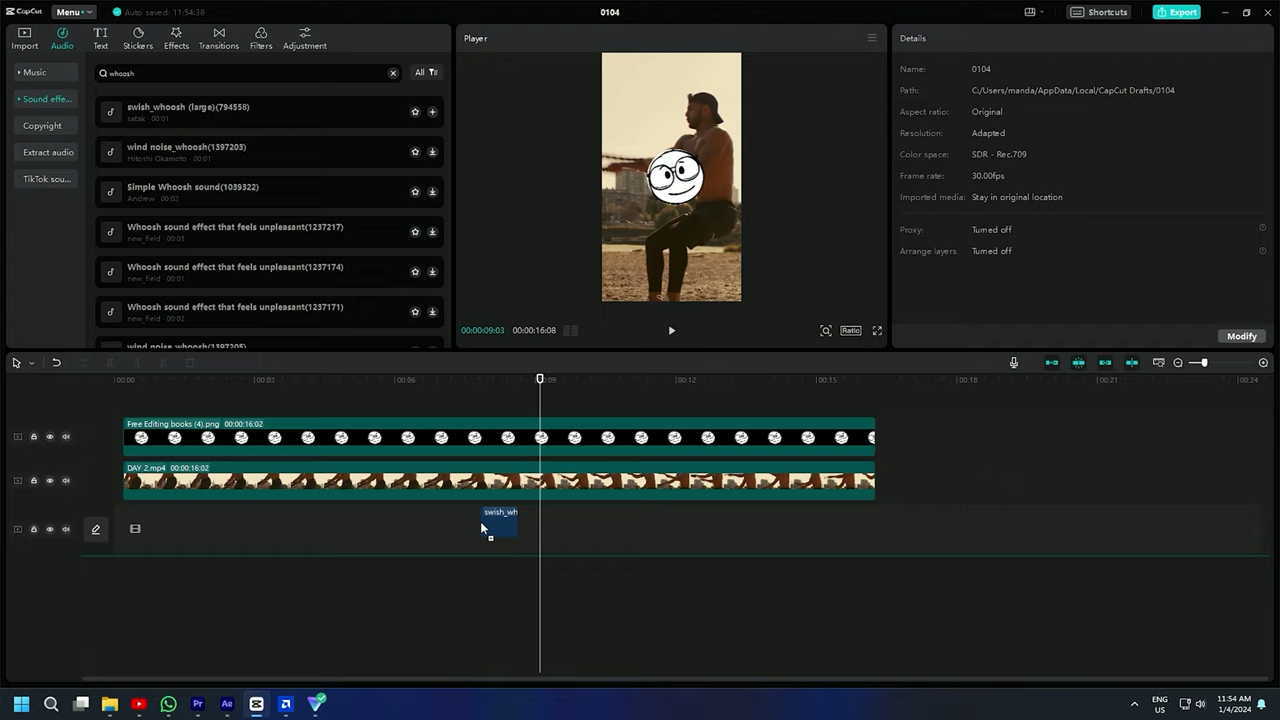 CapCut
Menu
Auto saved: 11:54:38
0104
Shortcuts
Export
Import
Audio
Text
Stickers
Effects
Transitions
Filters
Adjustment
Music
Sound effe...
Copyright
Extract audio
TikTok sou...
whoosh
All
swish_whoosh (large)(794558)
satak · 00:01
wind noise_whoosh(1397203)
Hitoshi Okamoto · 00:01
Simple Whoosh sound(1039322)
Andrew · 00:02
Whoosh sound effect that feels unpleasant(1237217)
new_field · 00:03
Whoosh sound effect that feels unpleasant(1237174)
new_field · 00:01
Whoosh sound effect that feels unpleasant(1237171)
new_field · 00:02
wind noise_whoosh(1397205)
Player
00:00:09:03
00:00:16:08
Ratio
Details
Name: 0104
Path: C:/Users/manda/AppData/Local/CapCut Drafts/0104
Aspect ratio: Original
Resolution: Adapted
Color space: SDR - Rec.709
Frame rate: 30.00fps
Imported media: Stay in original location
Proxy: Turned off
Arrange layers Turned off
Modify
00:00
00:03
00:06
00:09
00:12
00:15
00:18
00:21
00:24
Free Editing books (4).png 00:00:16:02
DAY 2.mp4 00:00:16:02
swish_wh
Pr
Ae
ENG
US
11:54 AM
1/4/2024